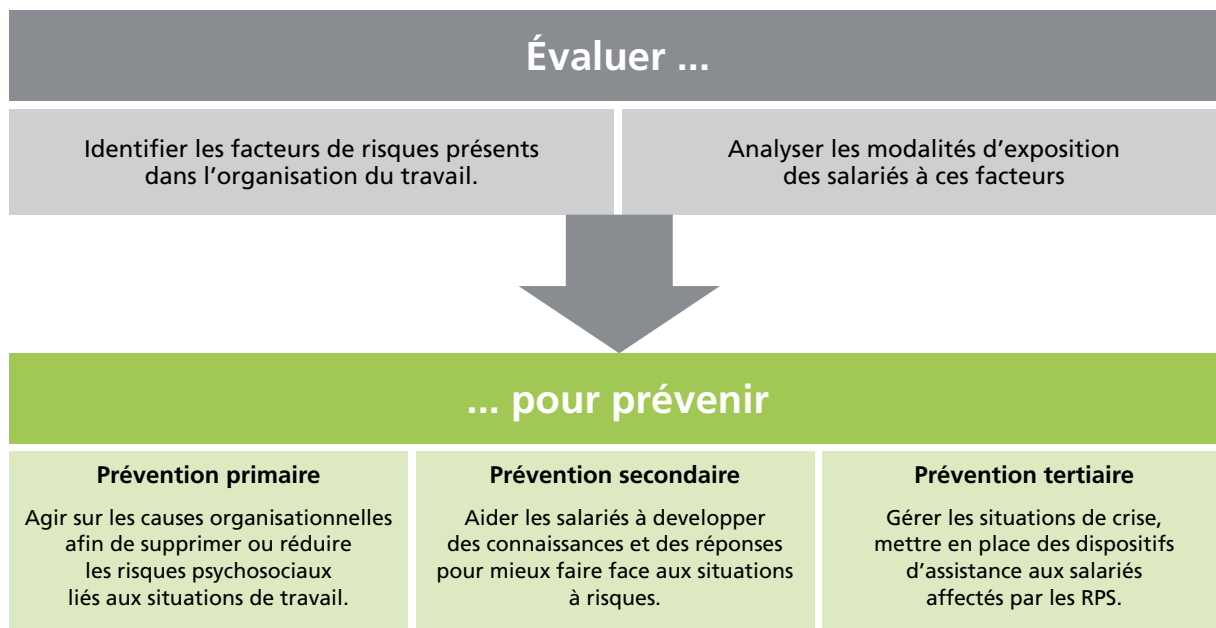 Évaluer ...
Identifier les facteurs de risques présents
dans l’organisation du travail.
Analyser les modalités d’exposition
des salariés à ces facteurs
... pour prévenir
Prévention primaire
Agir sur les causes organisationnelles
afin de supprimer ou réduire
les risques psychosociaux
liés aux situations de travail.
Prévention secondaire
Aider les salariés à developper
des connaissances et des réponses
pour mieux faire face aux situations
à risques.
Prévention tertiaire
Gérer les situations de crise,
mettre en place des dispositifs
d’assistance aux salariés
affectés par les RPS.